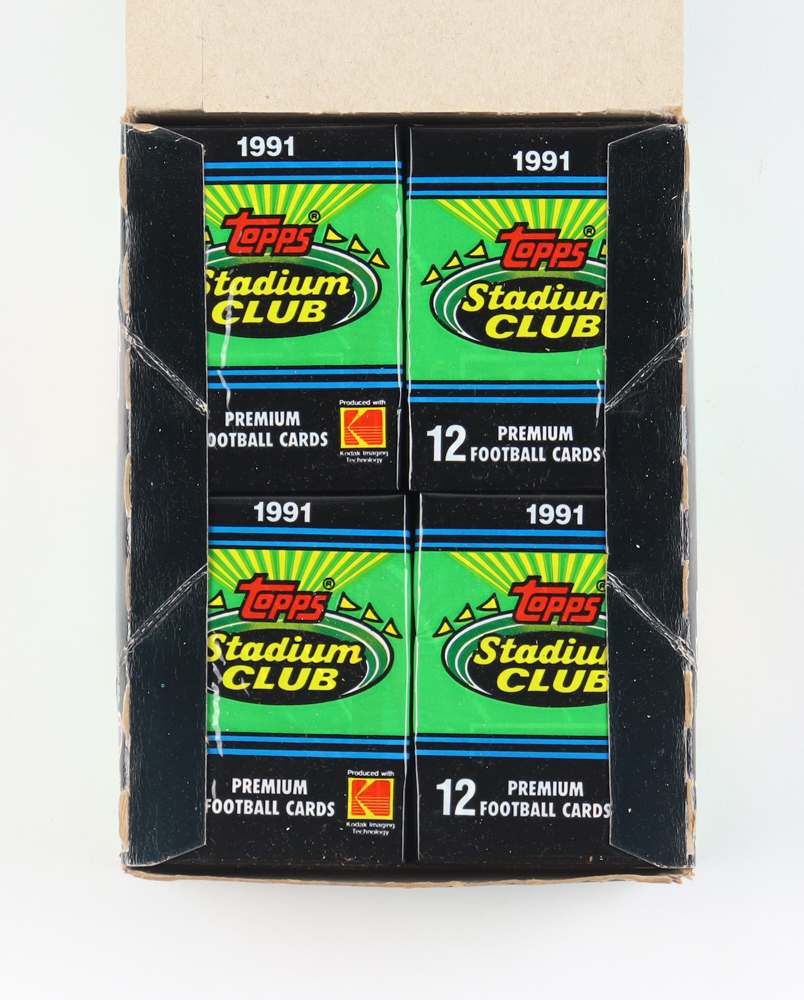 1991
topps®
Stadium
CLUB
PREMIUM
OOTBALL CARDS
Produced with
Kodak Imaging
Technology
1991
topps®
Stadium
CLUB
12 PREMIUM
FOOTBALL CARDS
1991
topps®
Stadium
CLUB
PREMIUM
FOOTBALL CARDS
Produced with
Kodak Imaging
Technology
1991
topps®
Stadiu
CLUB
12 PREMIUM
FOOTBALL CARDS